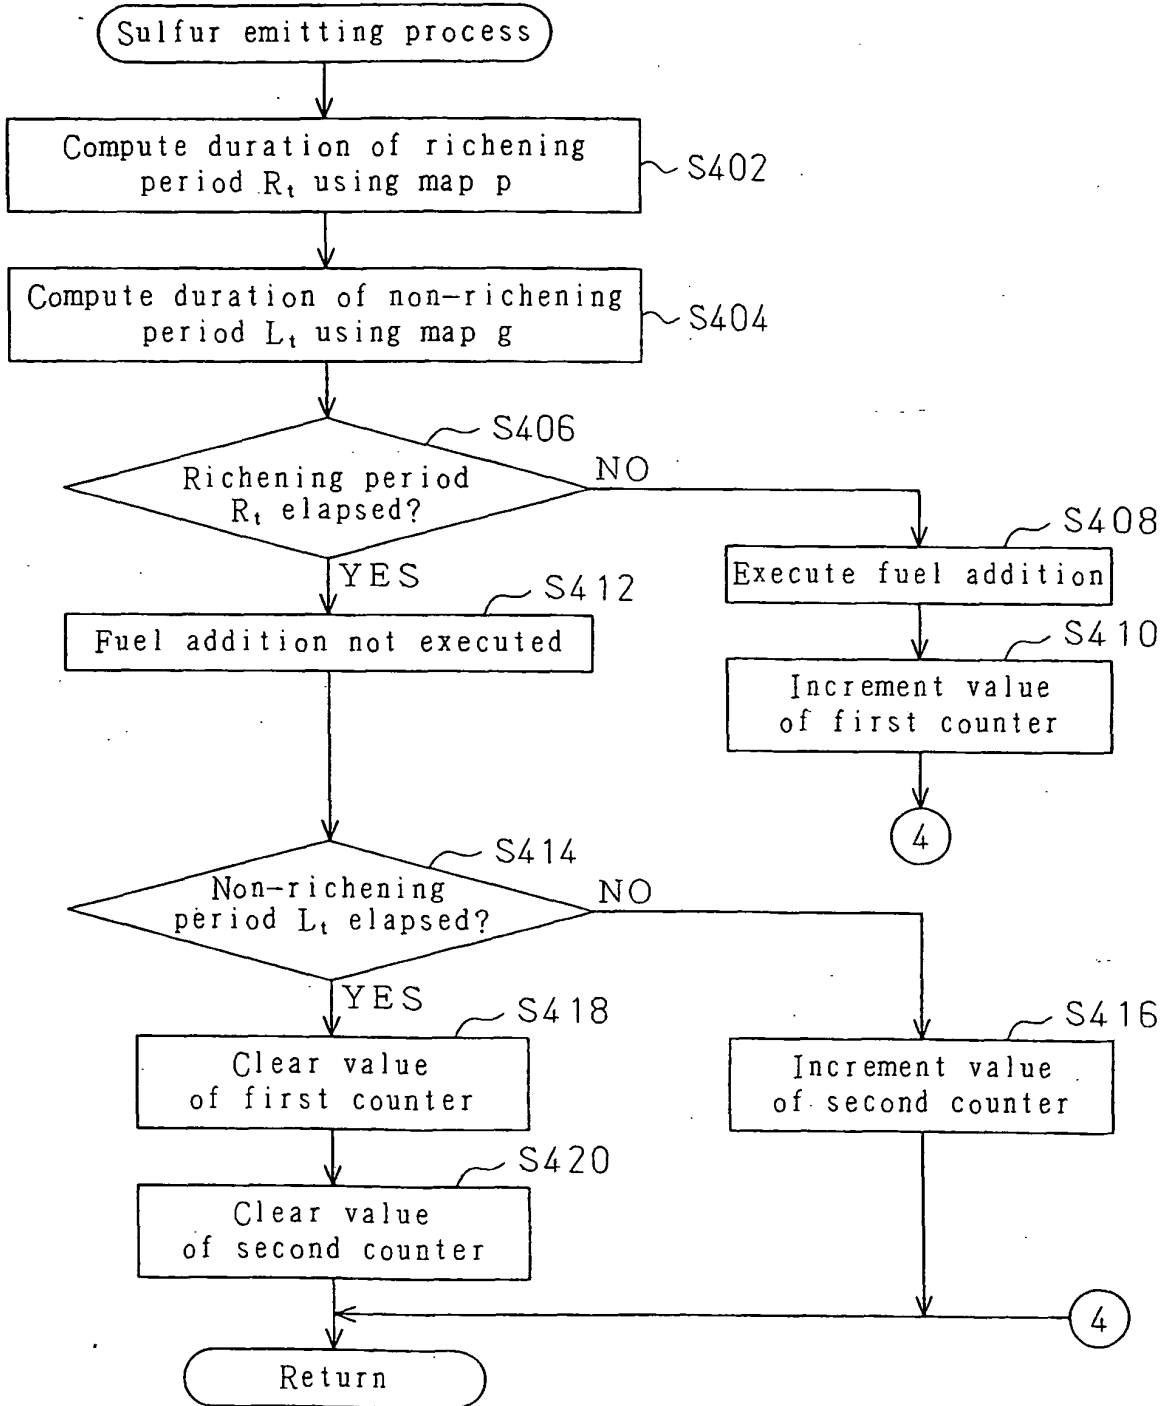 Sulfur emitting process
Compute duration of richening
period Rt using map p
S402
Compute duration of non-richening
period Lt using map g
S404
S406
Richening period
Rt elapsed?
NO
YES
S408
Execute fuel addition
S412
Fuel addition not executed
S410
Increment value
of first counter
4
S414
Non-richening
period Lt elapsed?
NO
YES
S418
Clear value
of first counter
S416
Increment value
of second counter
S420
Clear value
of second counter
4
Return